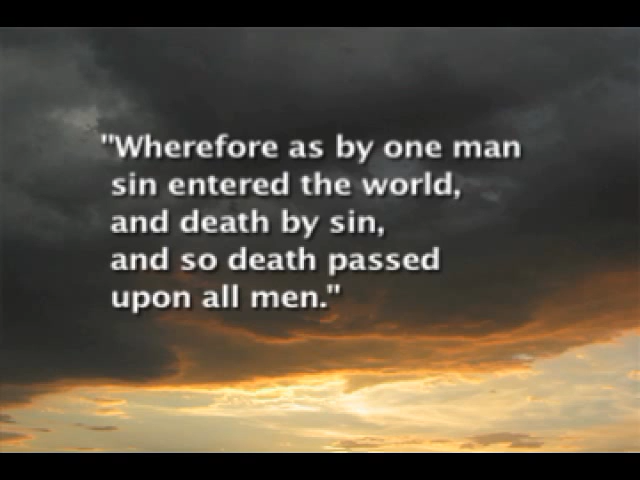 "Wherefore as by one man
sin entered the world,
and death by sin,
and so death passed
upon all men."